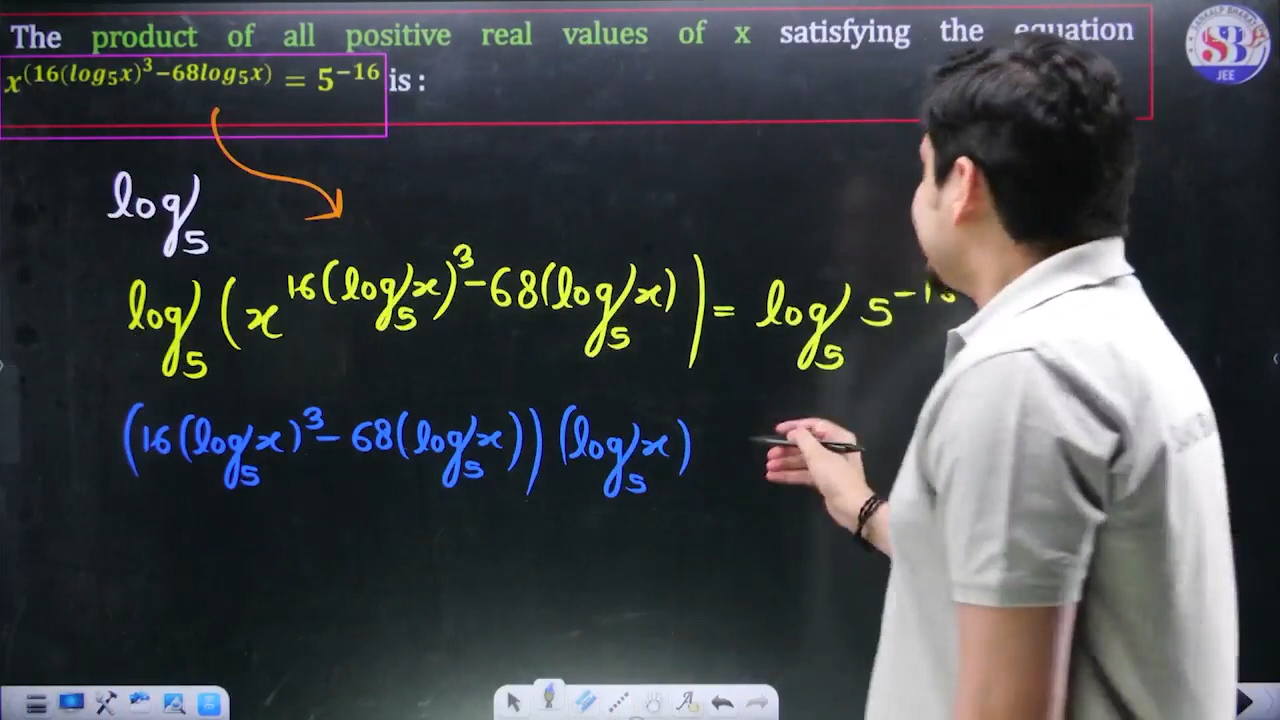 The product of all positive real values of x satisfying the equation
x^(16(log₅x)³−68log₅x) = 5^−16 is :
SB
JEE
log₅
log₅(x^16(log₅x)³−68(log₅x)) = log₅ 5^−
(16(log₅x)³− 68(log₅x)) (log₅x)